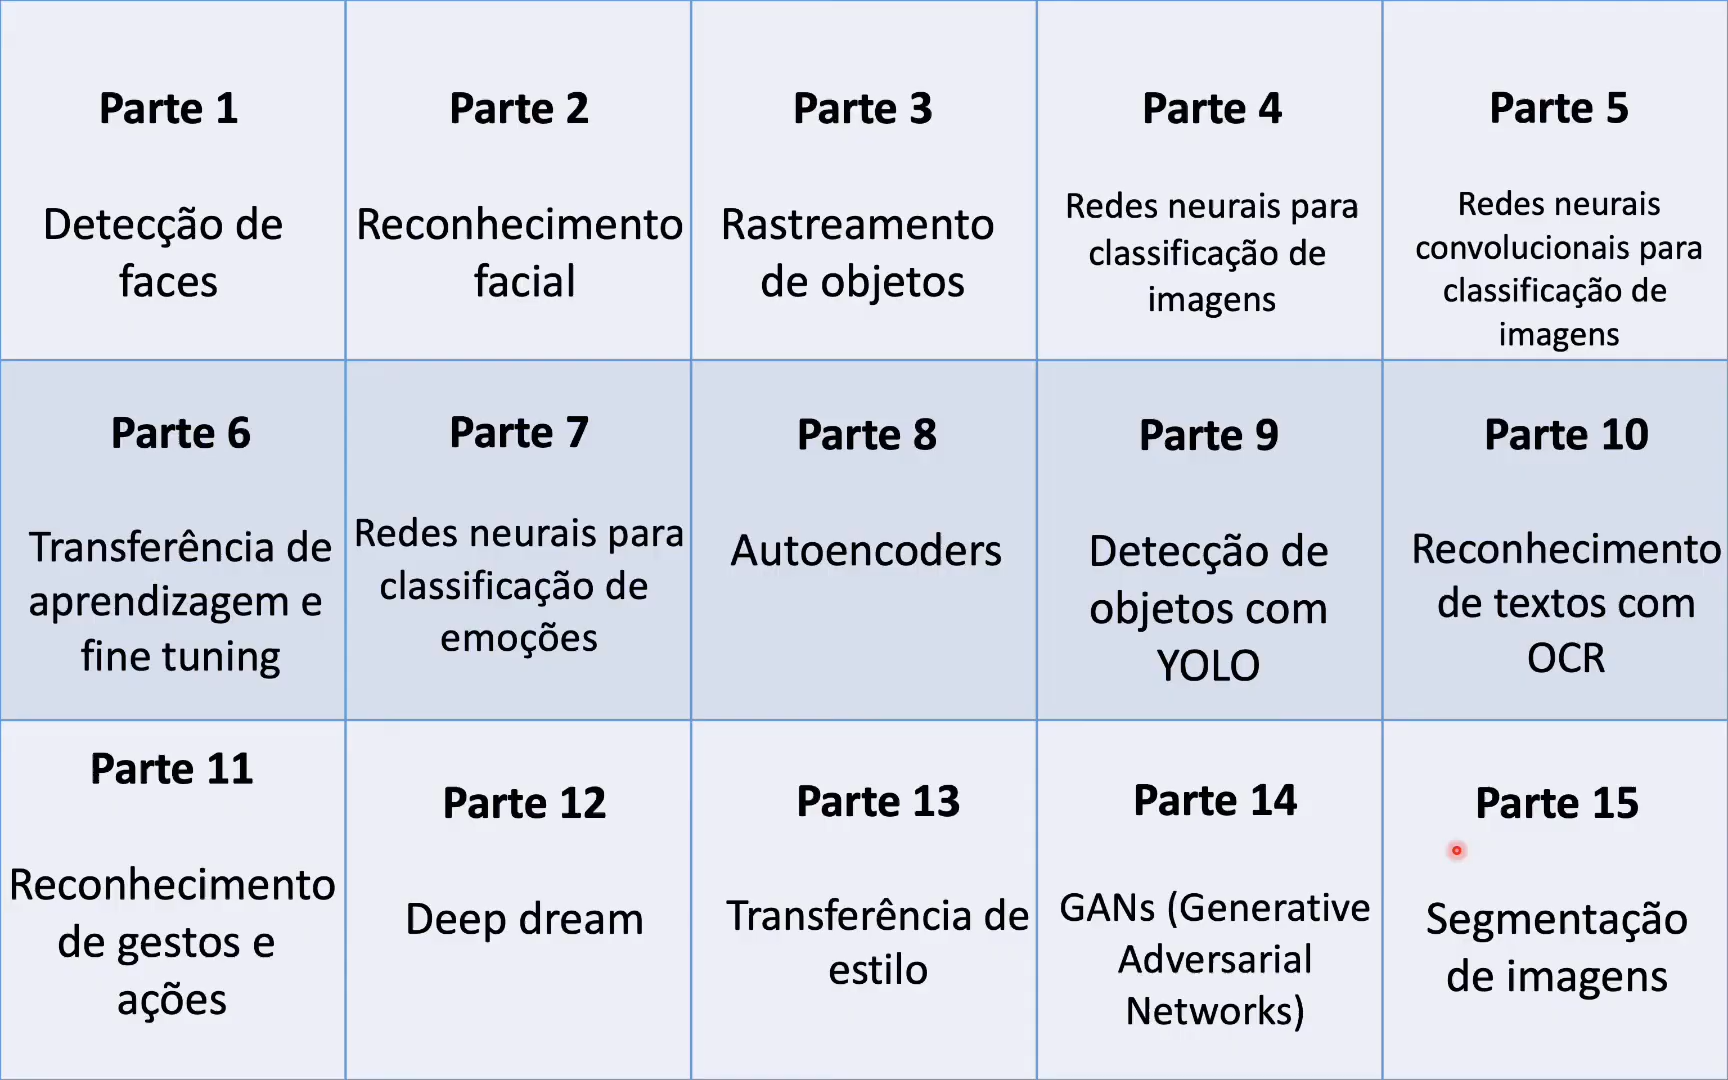 Parte 1
Detecção de
faces
Parte 2
Reconhecimento
facial
Parte 3
Rastreamento
de objetos
Parte 4
Redes neurais para
classificação de
imagens
Parte 5
Redes neurais
convolucionais para
classificação de
imagens
Parte 6
Transferência de
aprendizagem e
fine tuning
Parte 7
Redes neurais para
classificação de
emoções
Parte 8
Autoencoders
Parte 9
Detecção de
objetos com
YOLO
Parte 10
Reconhecimento
de textos com
OCR
Parte 11
Reconhecimento
de gestos e
ações
Parte 12
Deep dream
Parte 13
Transferência de
estilo
Parte 14
GANs (Generative
Adversarial
Networks)
Parte 15
Segmentação
de imagens